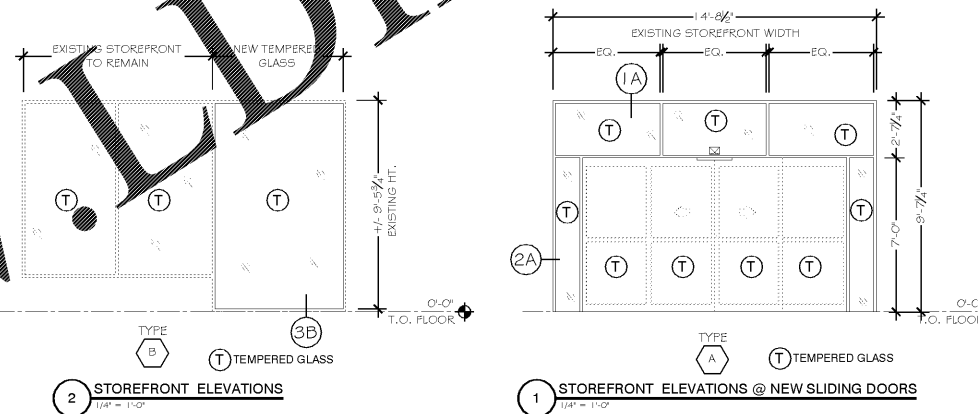 EXISTING STOREFRONT
TO REMAIN
NEW TEMPERED
GLASS
T
T
T
+/- 9'-5¾"
EXISTING HT.
3B
0'-0"
T.O. FLOOR
TYPE
B
T TEMPERED GLASS
2 STOREFRONT ELEVATIONS
1/4" = 1'-0"
14'-8½"
EXISTING STOREFRONT WIDTH
EQ.
EQ.
EQ.
1A
T
T
T
2'-7¼"
9'-7¼"
7'-0"
T
T
2A
T
T
T
T
0'-0
T.O. FLOOR
TYPE
A
T TEMPERED GLASS
1 STOREFRONT ELEVATIONS @ NEW SLIDING DOORS
1/4" = 1'-0"